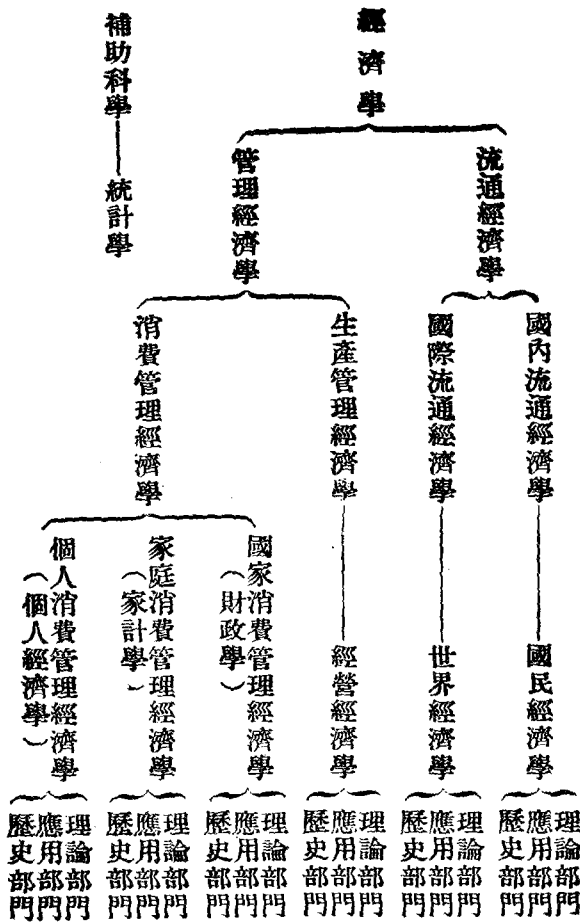 經濟學
流通經濟學
國內流通經濟學
國民經濟學
理論部門
應用部門
歷史部門
國際流通經濟學
世界經濟學
理論部門
應用部門
歷史部門
管理經濟學
生產管理經濟學
經營經濟學
理論部門
應用部門
歷史部門
消費管理經濟學
國家消費管理經濟學
（財政學）
理論部門
應用部門
歷史部門
家庭消費管理經濟學
（家計學）
理論部門
應用部門
歷史部門
個人消費管理經濟學
（個人經濟學）
理論部門
應用部門
歷史部門
補助科學
統計學